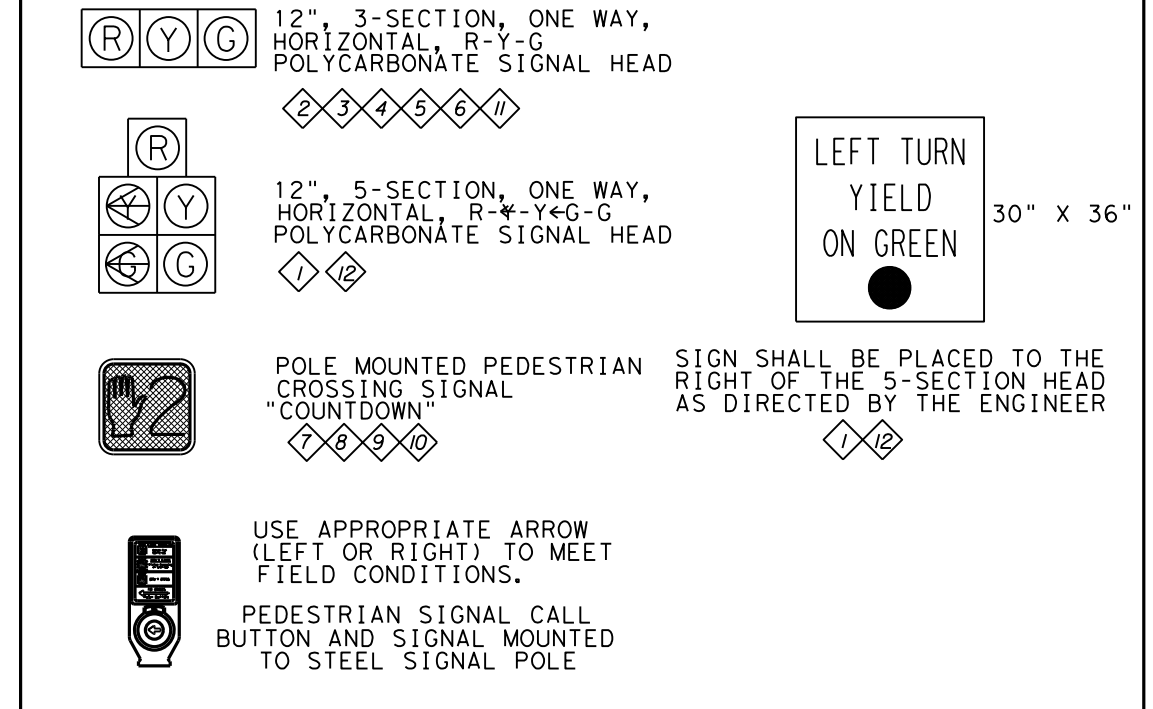 R Y G
12", 3-SECTION, ONE WAY,
HORIZONTAL, R-Y-G
POLYCARBONATE SIGNAL HEAD
2 3 4 5 6 11
R
Y Y
G G
12", 5-SECTION, ONE WAY,
HORIZONTAL, R-←Y-Y←G-G
POLYCARBONATE SIGNAL HEAD
1 12
LEFT TURN
YIELD
ON GREEN
30" X 36"
SIGN SHALL BE PLACED TO THE
RIGHT OF THE 5-SECTION HEAD
AS DIRECTED BY THE ENGINEER
1 12
2
POLE MOUNTED PEDESTRIAN
CROSSING SIGNAL
"COUNTDOWN"
7 8 9 10
USE APPROPRIATE ARROW
(LEFT OR RIGHT) TO MEET
FIELD CONDITIONS.
PEDESTRIAN SIGNAL CALL
BUTTON AND SIGNAL MOUNTED
TO STEEL SIGNAL POLE